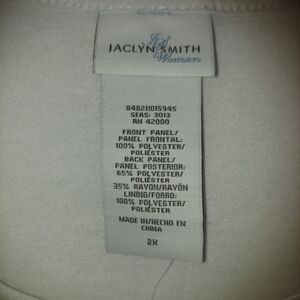 JS
JACLYN SMITH
Woman
848211015945
SEAS: 3013
RN 42000
FRONT PANEL/
PANEL FRONTAL:
100% POLYESTER/
POLIÉSTER
BACK PANEL/
PANEL POSTERIOR:
65% POLYESTER/
POLIÉSTER
35% RAYON/RAYÓN
LINING/FORRO:
100% POLYESTER/
POLIÉSTER
MADE IN/HECHO EN
CHINA
2X